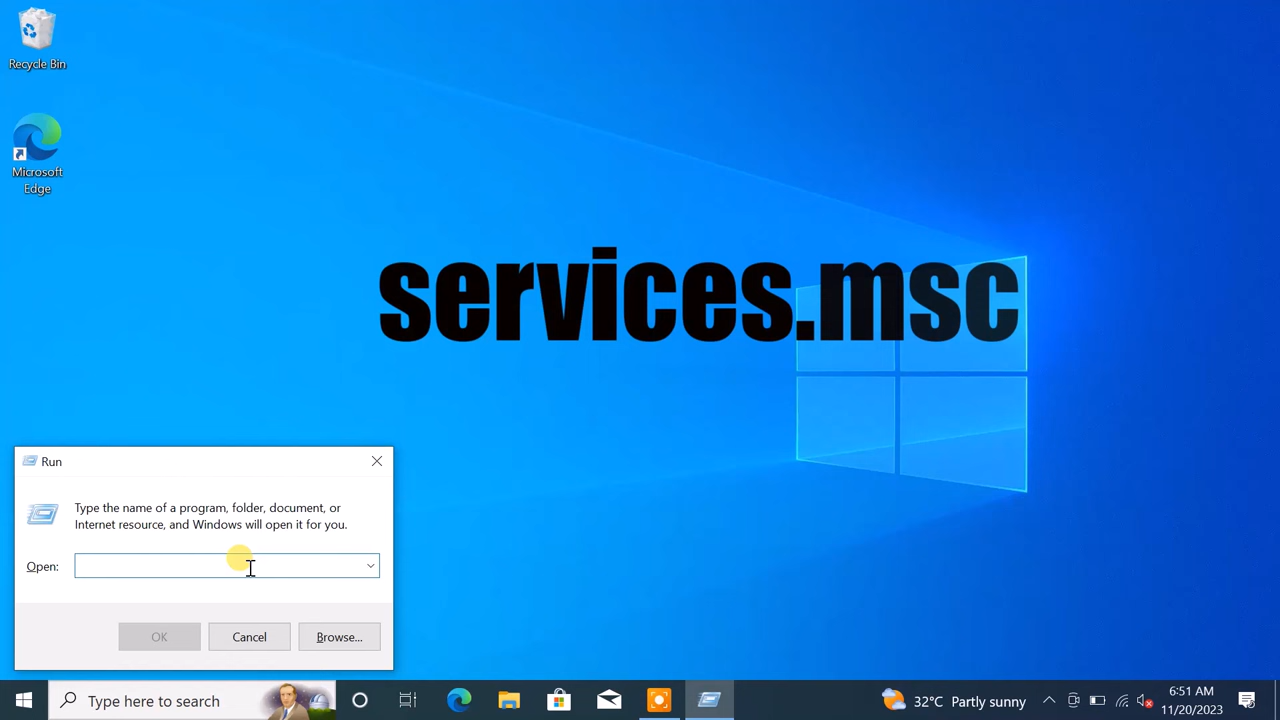 Recycle Bin
Microsoft
Edge
services.msc
Run
Type the name of a program, folder, document, or
Internet resource, and Windows will open it for you.
Open:
OK
Cancel
Browse...
Type here to search
32°C Partly sunny
6:51 AM
11/20/2023